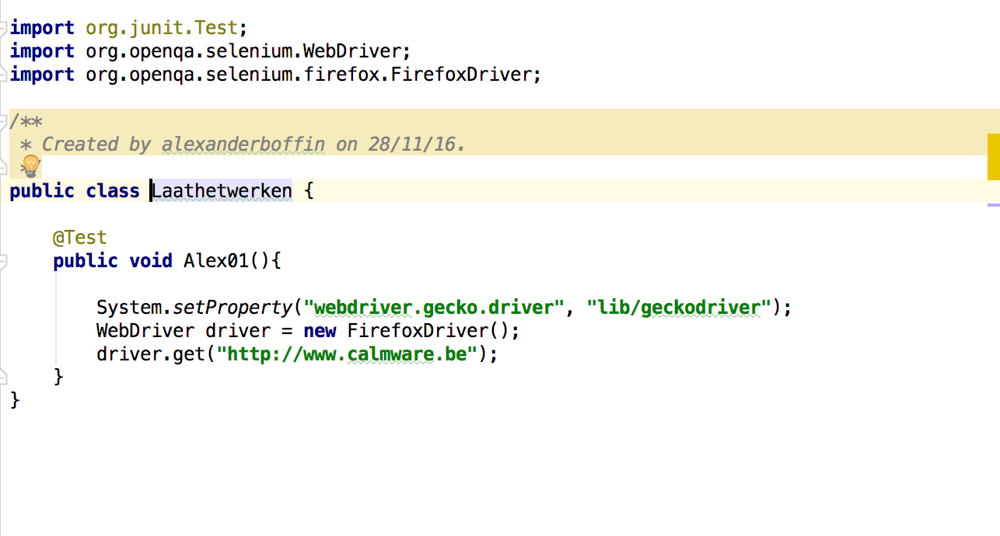 import org.junit.Test;
import org.openqa.selenium.WebDriver;
import org.openqa.selenium.firefox.FirefoxDriver;
/**
* Created by alexanderboffin on 28/11/16.
public class Laathetwerken {
@Test
public void Alex01(){
System.setProperty("webdriver.gecko.driver", "lib/geckodriver");
WebDriver driver = new FirefoxDriver();
driver.get("http://www.calmware.be");
}
}